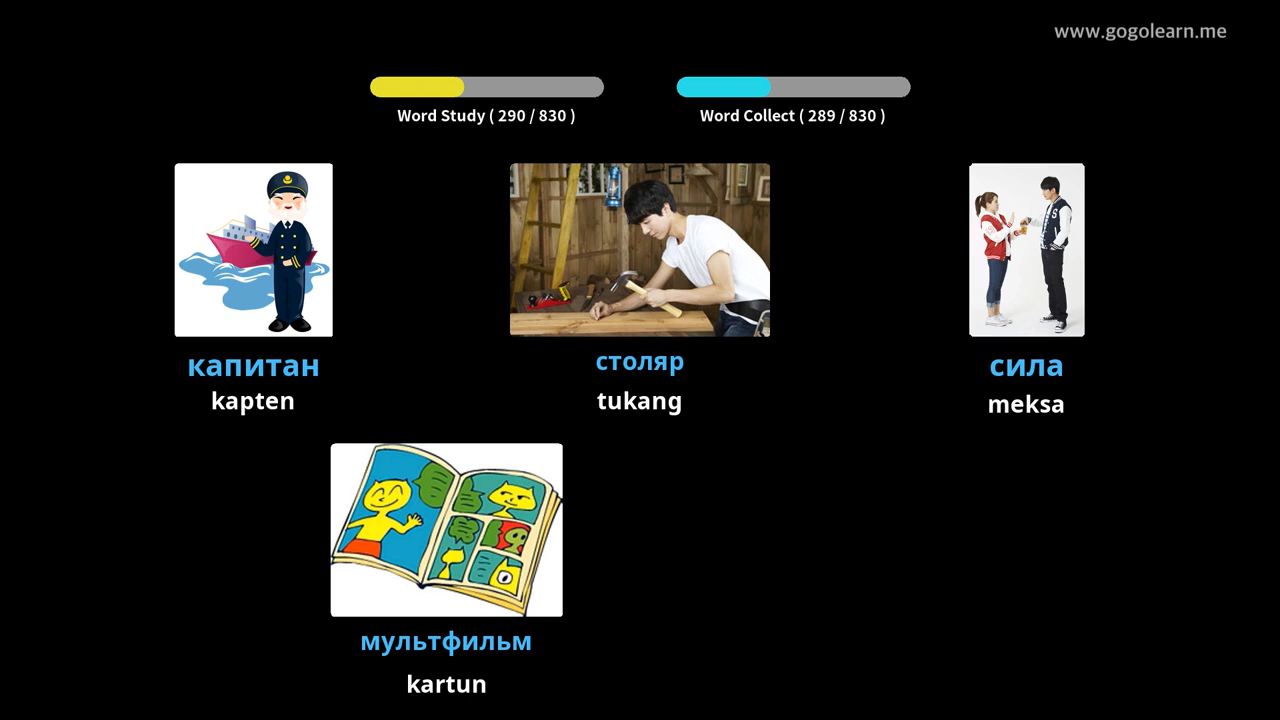 www.gogolearn.me
Word Study ( 290 / 830 )
Word Collect ( 289 / 830 )
капитан
kapten
столяр
tukang
сила
meksa
мультфильм
kartun